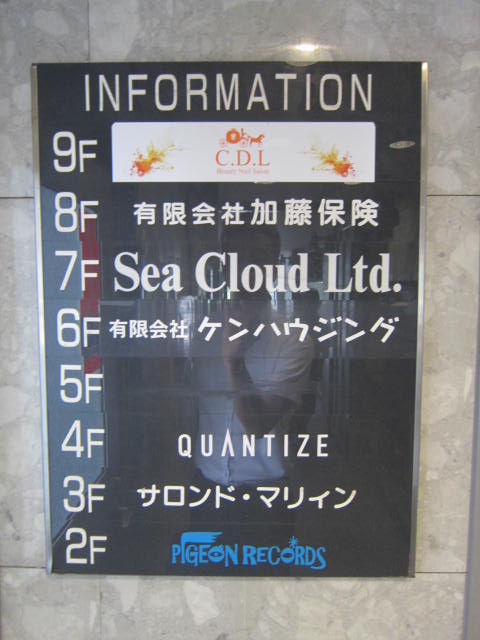 INFORMATION
9F C.D.L
Beauty Nail Salon
8F 有限会社加藤保険
7F Sea Cloud Ltd.
6F 有限会社 ケンハウジング
5F
4F QUANTIZE
3F サロンド・マリィン
2F PIGEON RECORDS